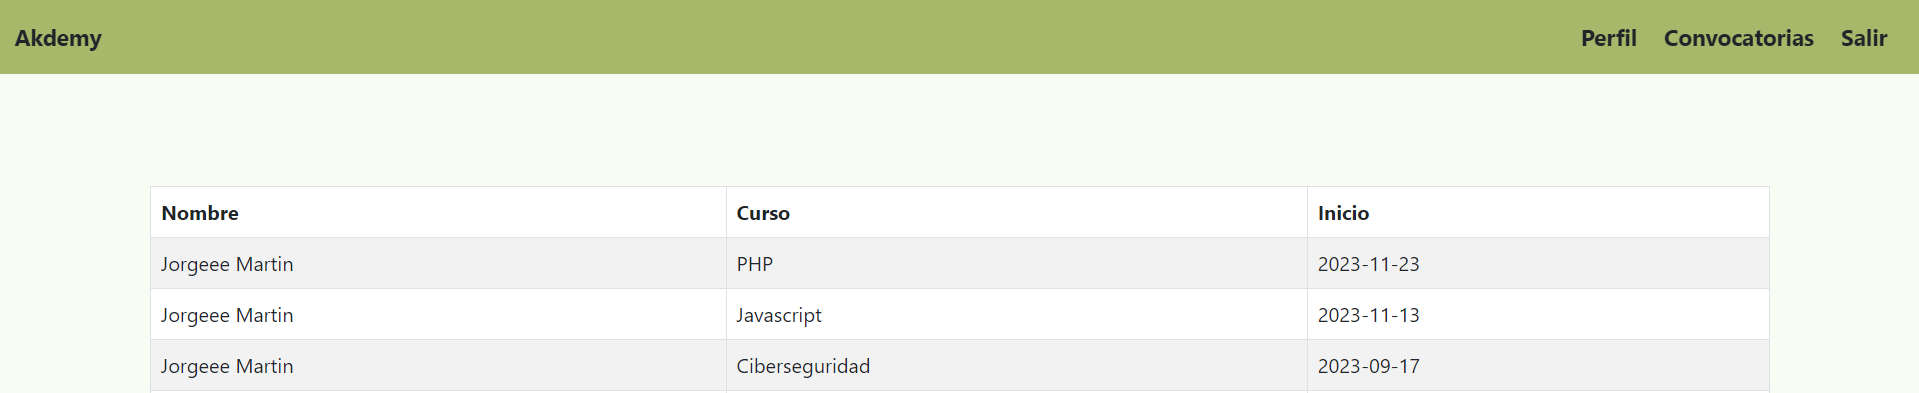 Akdemy Perfil Convocatorias Salir
Nombre Curso Inicio
Jorgeee Martin PHP 2023-11-23
Jorgeee Martin Javascript 2023-11-13
Jorgeee Martin Ciberseguridad 2023-09-17